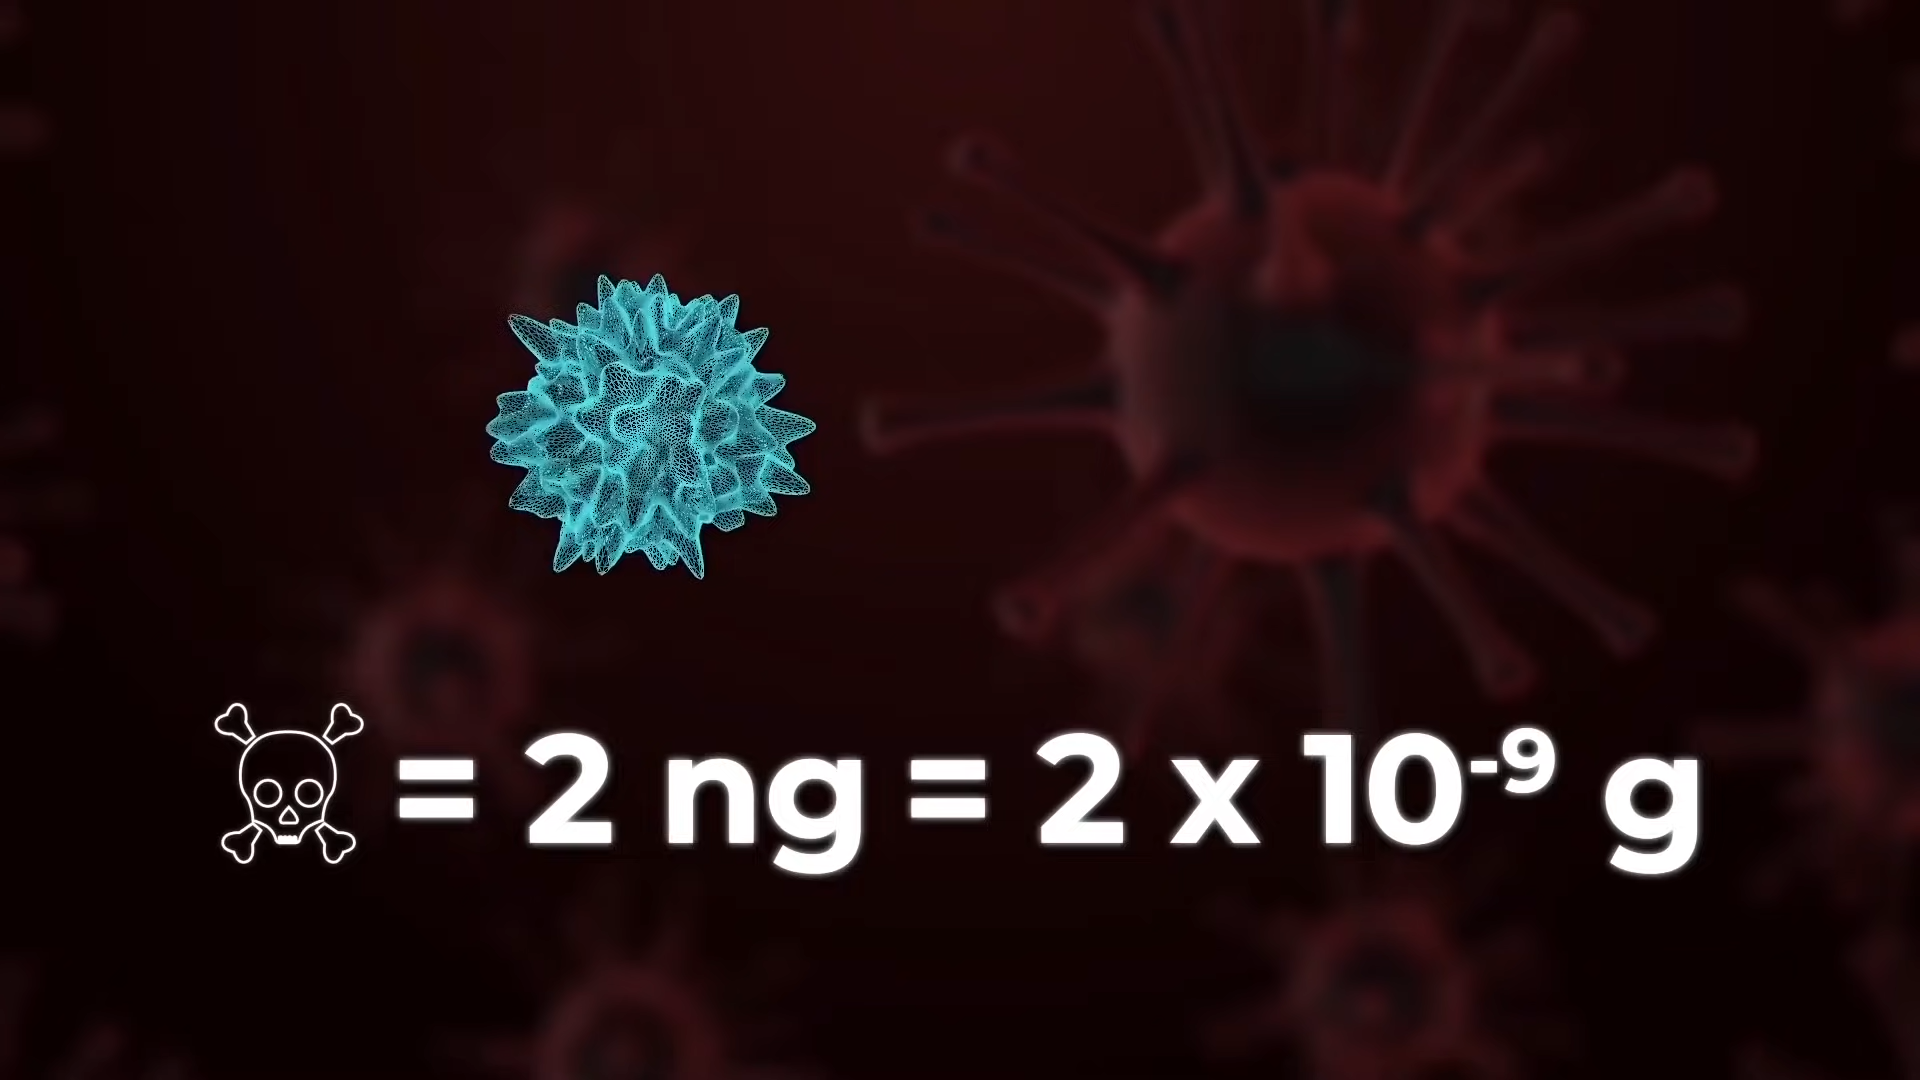 = 2 ng = 2 x 10⁻⁹ g